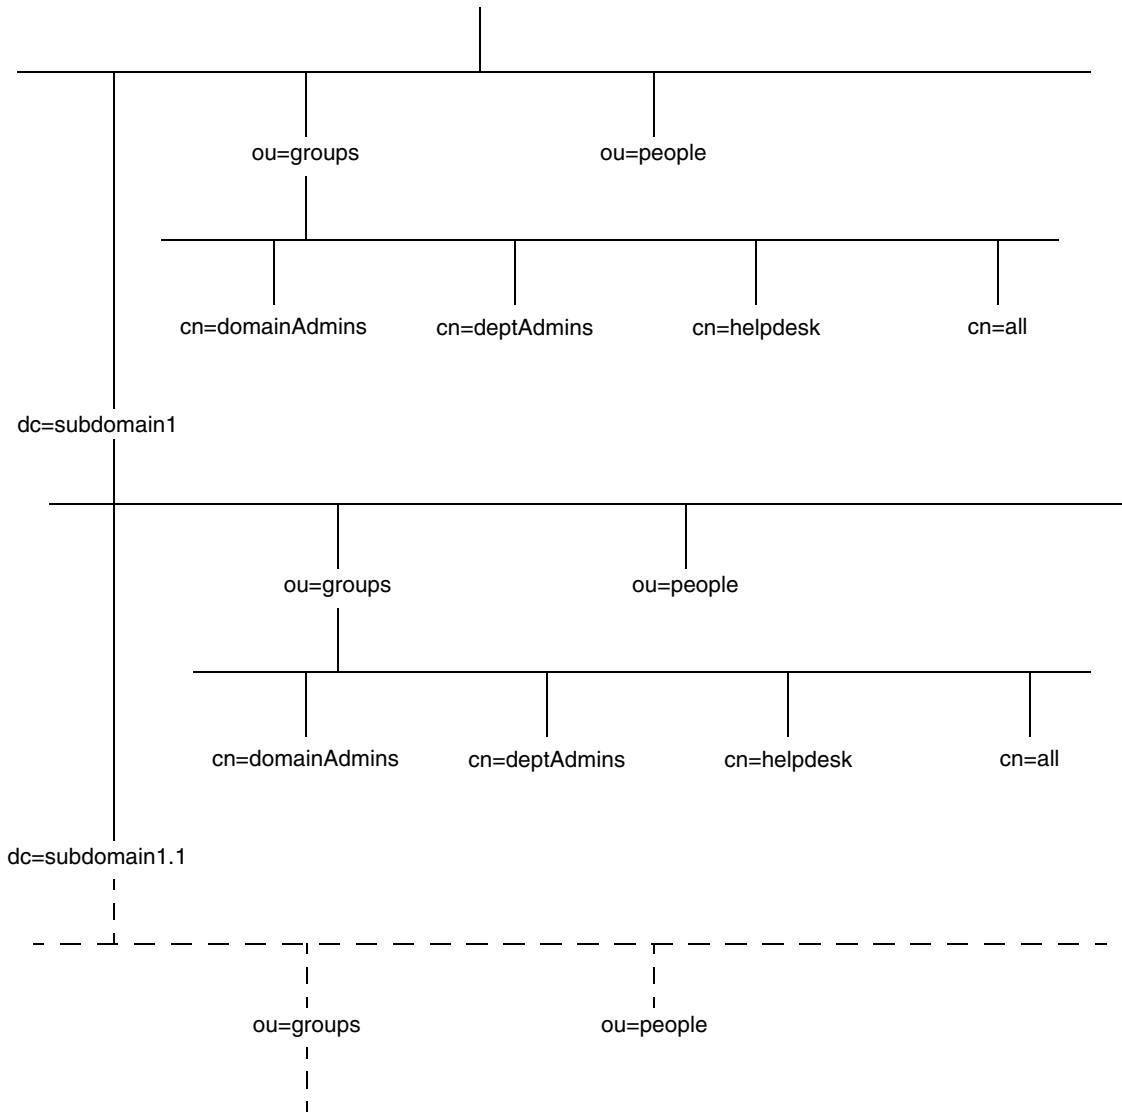 ou=groups
ou=people
cn=domainAdmins
cn=deptAdmins
cn=helpdesk
cn=all
dc=subdomain1
ou=groups
ou=people
cn=domainAdmins
cn=deptAdmins
cn=helpdesk
cn=all
dc=subdomain1.1
ou=groups
ou=people